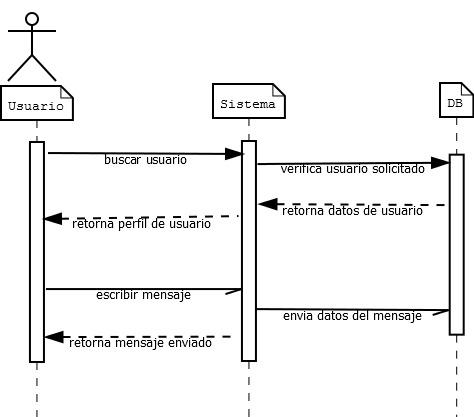 Usuario
Sistema
DB
buscar usuario
verifica usuario solicitado
retorna datos de usuario
retorna perfil de usuario
escribir mensaje
envia datos del mensaje
retorna mensaje enviado